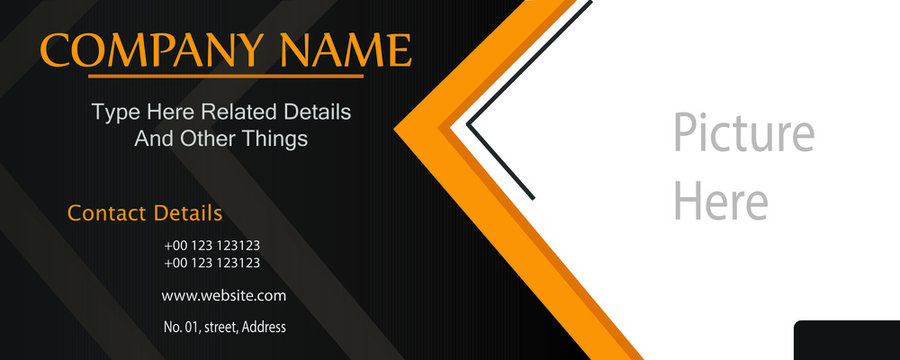 COMPANY NAME
Type Here Related Details
And Other Things
Contact Details
+00 123 123123
+00 123 123123
www.website.com
No. 01, street, Address
Picture
Here